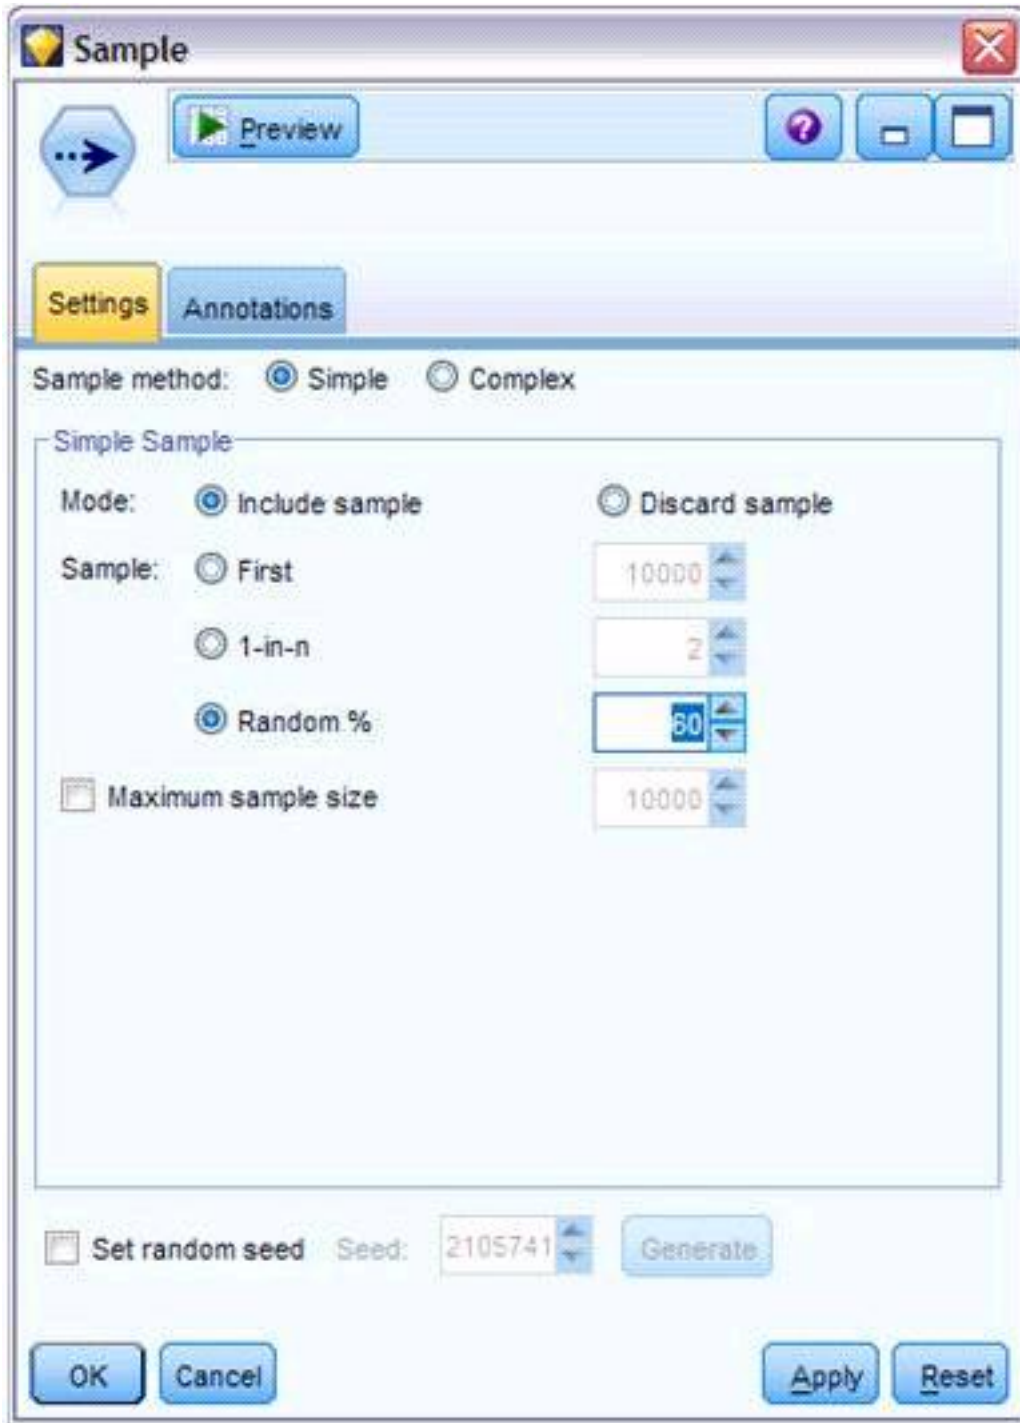 Sample
Preview
Settings Annotations
Sample method: Simple Complex
Simple Sample
Mode: Include sample Discard sample
Sample: First 10000
1-in-n 2
Random % 60
Maximum sample size 10000
Set random seed Seed: 2105741 Generate
OK Cancel Apply Reset